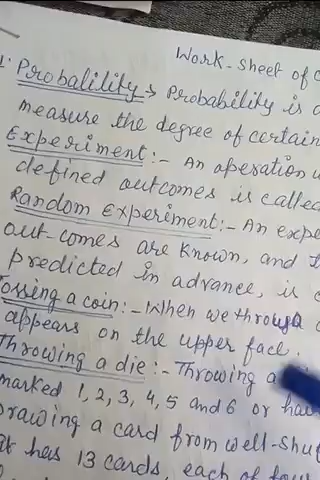 Work-Sheet of
1. Probalility → Probability is a
measure the degree of certain
Experiment :- An operation
defined outcomes is called
Random Experiment :- An expe
out-comes are known, and t
predicted in advance, is
Tossing a coin :- When we through
appears on the upper face.
Throwing a die :- Throwing a
marked 1, 2, 3, 4, 5 and 6 or ha
Drawing a card from well-Shu
it has 13 cards, each of four